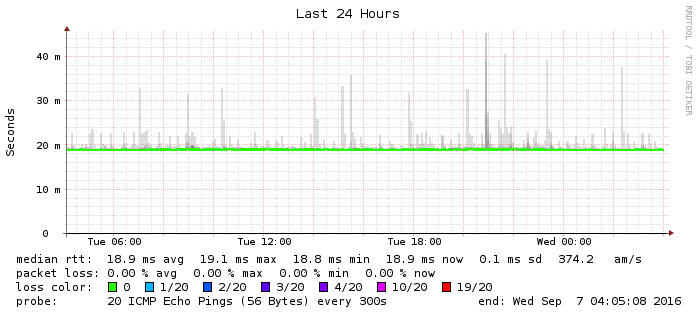 Last 24 Hours
RRDTOOL / TOBI OETIKER
Seconds
40 m
30 m
20 m
10 m
0
Tue 06:00 Tue 12:00 Tue 18:00 Wed 00:00
median rtt: 18.9 ms avg 19.1 ms max 18.8 ms min 18.9 ms now 0.1 ms sd 374.2 am/s
packet loss: 0.00 % avg 0.00 % max 0.00 % min 0.00 % now
loss color: 0 1/20 2/20 3/20 4/20 10/20 19/20
probe: 20 ICMP Echo Pings (56 Bytes) every 300s end: Wed Sep 7 04:05:08 2016